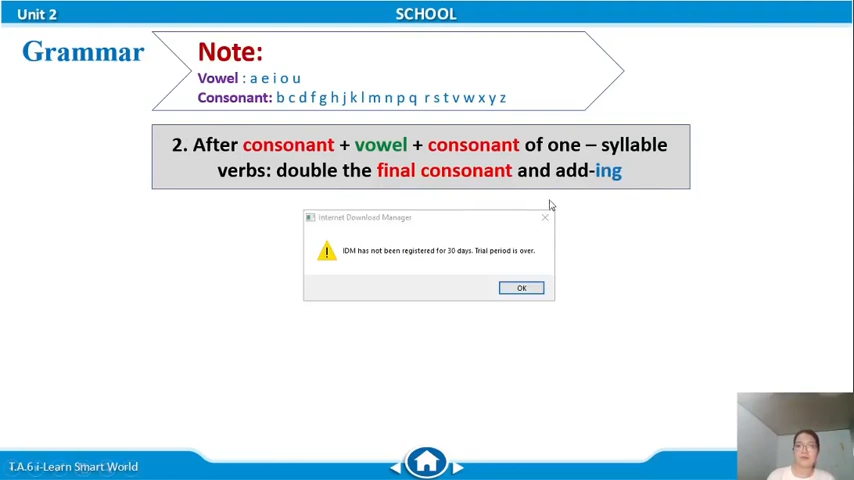 Unit 2
SCHOOL
Grammar
Note:
Vowel : a e i o u
Consonant: b c d f g h j k l m n p q r s t v w x y z
2. After consonant + vowel + consonant of one – syllable
verbs: double the final consonant and add-ing
Internet Download Manager
IDM has not been registered for 30 days. Trial period is over.
OK
T.A.6 i-Learn Smart World